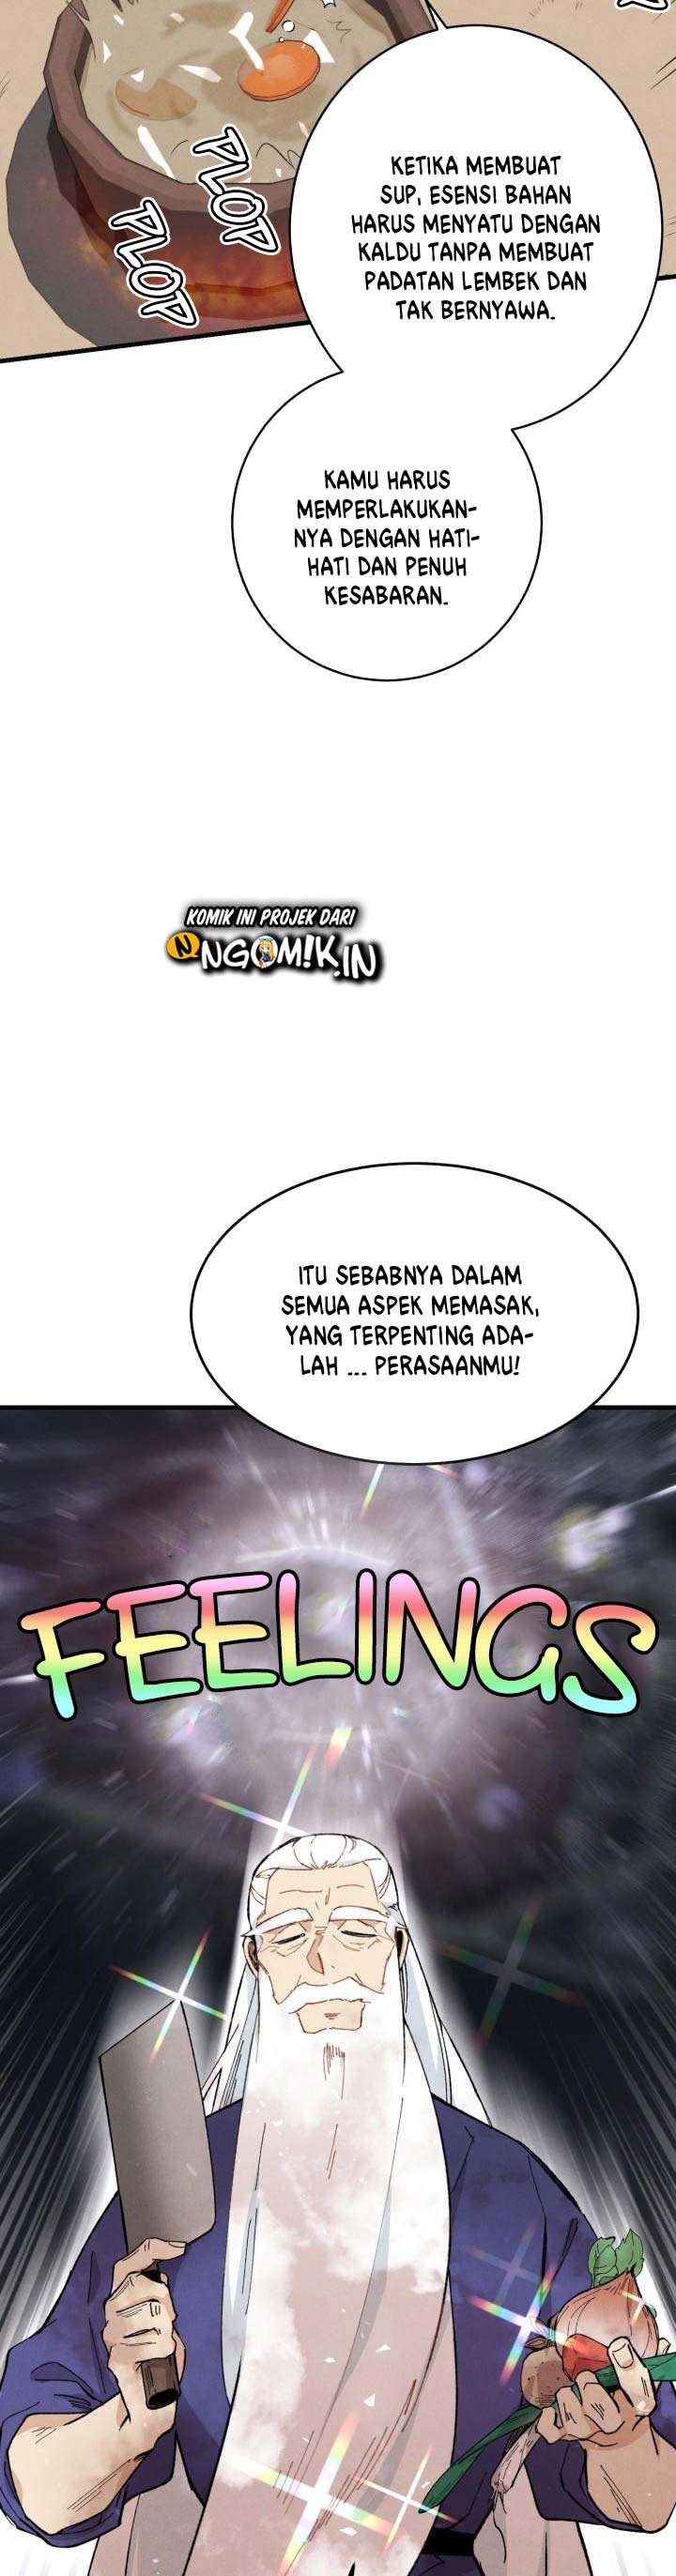 PLOP
PLOP
KETIKA MEMBUAT
SUP, ESENSI BAHAN
HARUS MENYATU DENGAN
KALDU TANPA MEMBUAT
PADATAN LEMBEK DAN
TAK BERNYAWA.
KAMU HARUS
MEMPERLAKUKAN-
NYA DENGAN HATI-
HATI DAN PENUH
KESABARAN.
KOMIK INI PROJEK DARI
N NGOMIK.IN
ITU SEBABNYA DALAM
SEMUA ASPEK MEMASAK,
YANG TERPENTING ADA-
LAH ... PERASAANMU!
FEELINGS